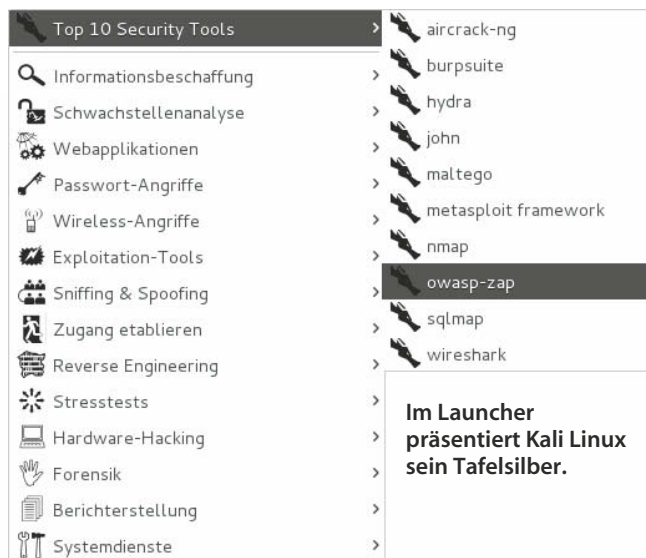 Top 10 Security Tools
Informationsbeschaffung
Schwachstellenanalyse
Webapplikationen
Passwort-Angriffe
Wireless-Angriffe
Exploitation-Tools
Sniffing & Spoofing
Zugang etablieren
Reverse Engineering
Stresstests
Hardware-Hacking
Forensik
Berichterstellung
Systemdienste
aircrack-ng
burpsuite
hydra
john
maltego
metasploit framework
nmap
owasp-zap
sqlmap
wireshark
Im Launcher
präsentiert Kali Linux
sein Tafelsilber.